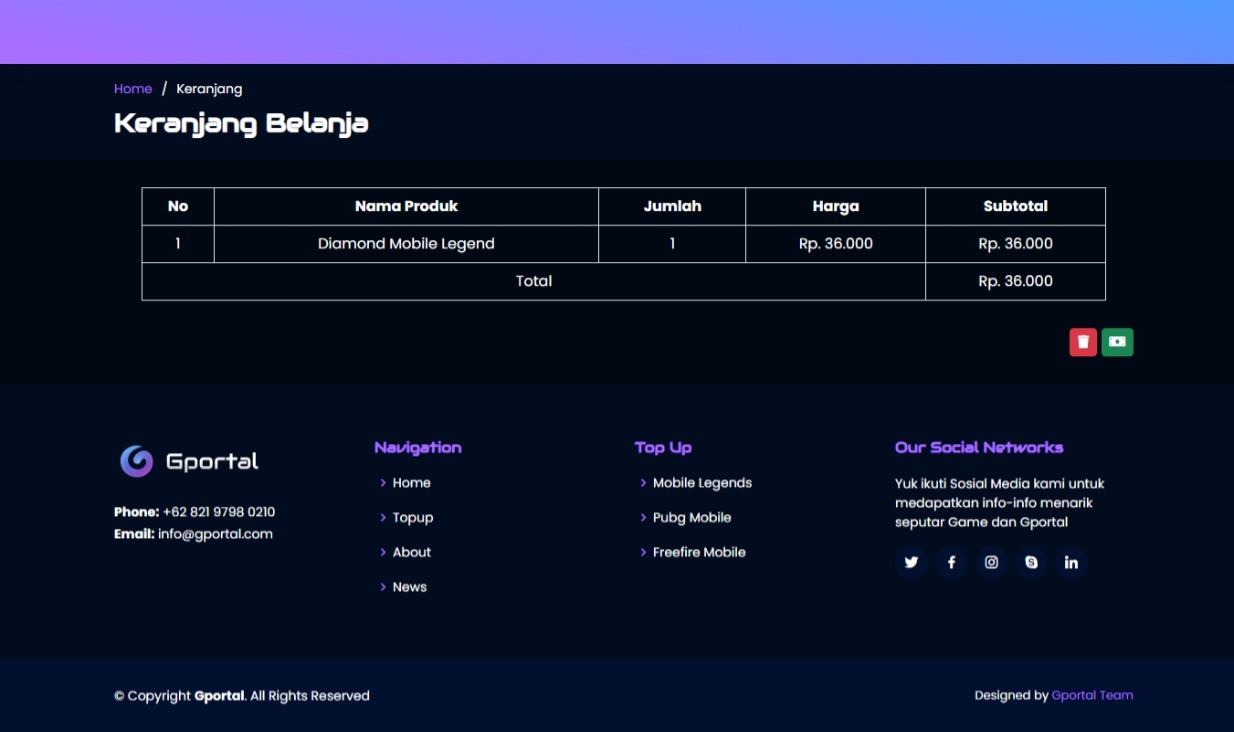 Home / Keranjang
Keranjang Belanja
No Nama Produk Jumlah Harga Subtotal
1 Diamond Mobile Legend 1 Rp. 36.000 Rp. 36.000
Total Rp. 36.000
Gportal
Phone: +62 821 9798 0210
Email: info@gportal.com
Navigation
Home
Topup
About
News
Top Up
Mobile Legends
Pubg Mobile
Freefire Mobile
Our Social Networks
Yuk ikuti Sosial Media kami untuk
medapatkan info-info menarik
seputar Game dan Gportal
© Copyright Gportal. All Rights Reserved
Designed by Gportal Team